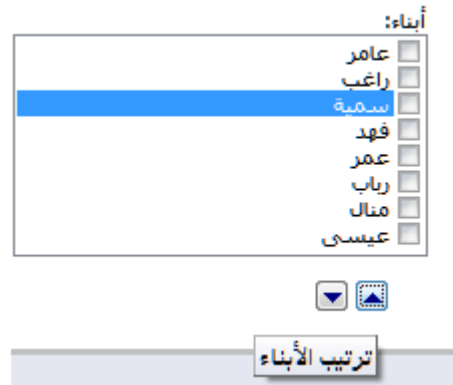 أبناء:
عامر
راغب
سمية
فهد
عمر
رباب
منال
عيسى
ترتيب الأبناء